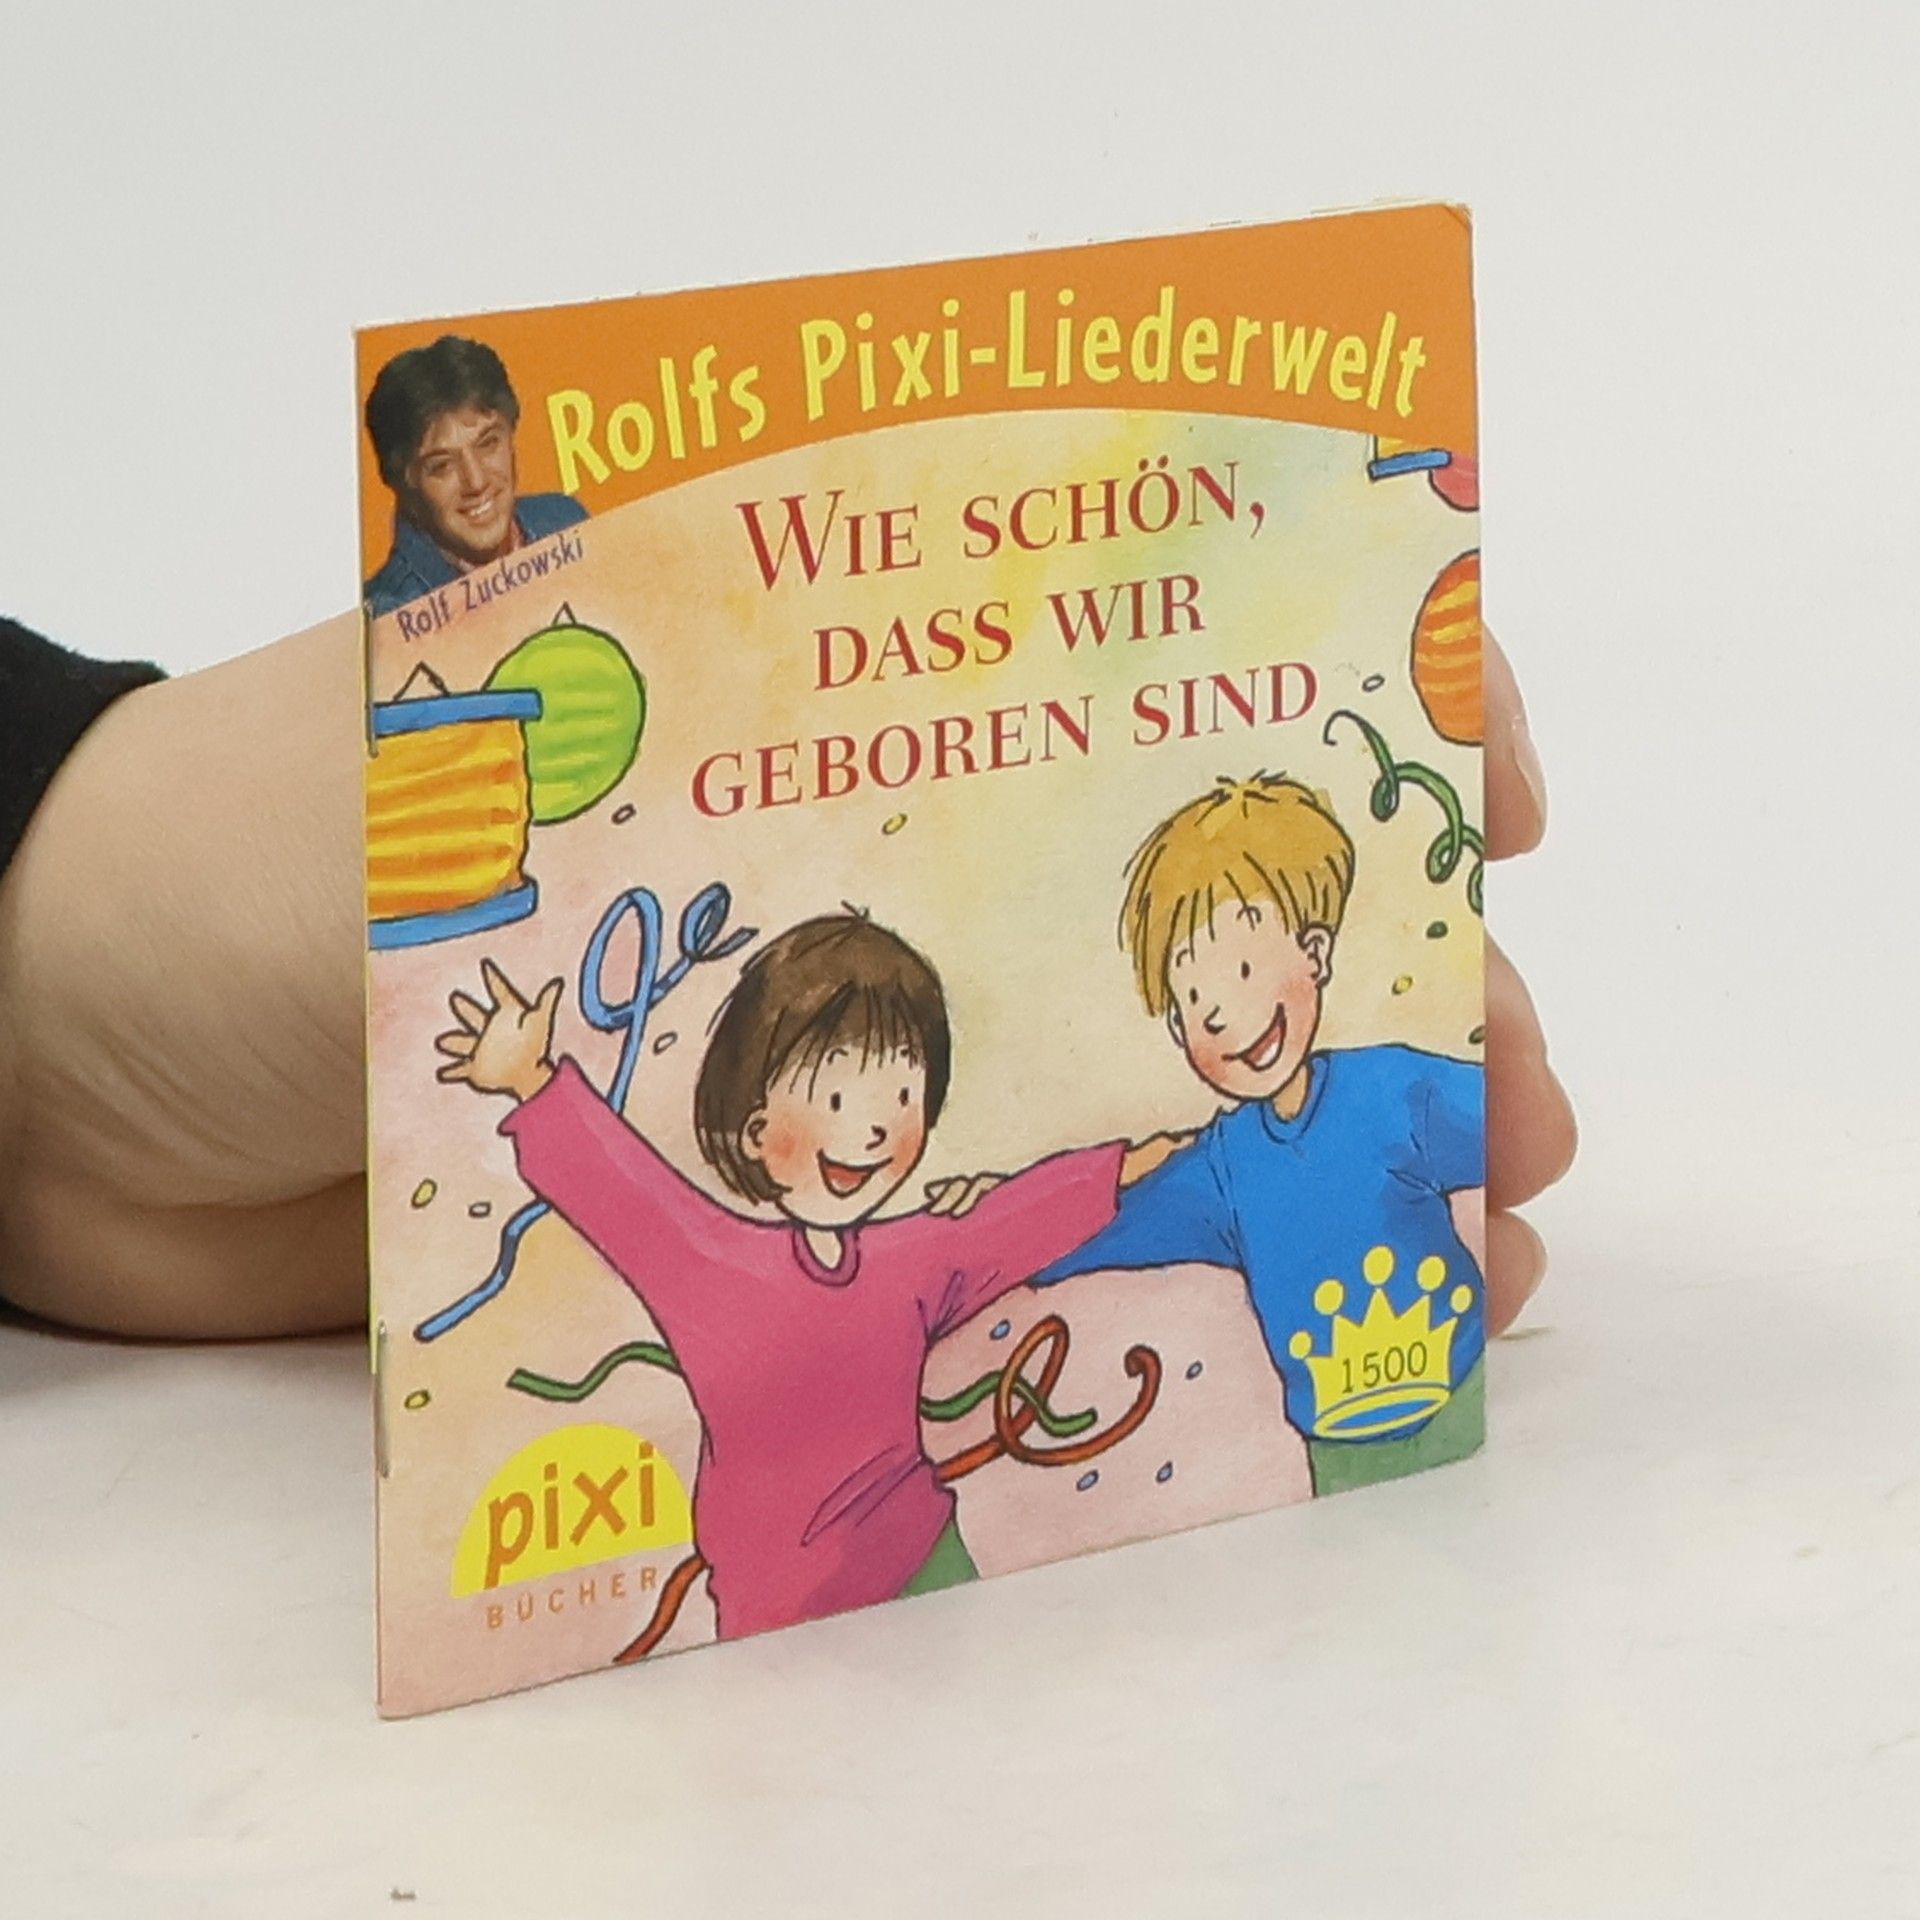 Rolfs Pixi-Liederwelt
Rolf Zuckowski
WIE SCHÖN,
DASS WIR
GEBOREN SIND
1500
pixi
BÜCHER